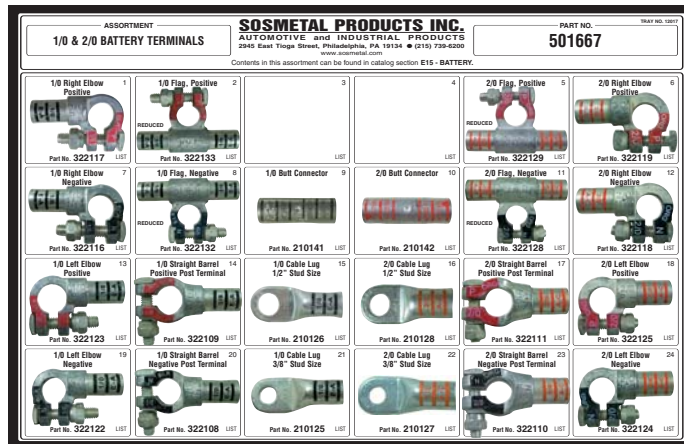 ASSORTMENT
1/0 & 2/0 BATTERY TERMINALS
SOSMETAL PRODUCTS INC.
AUTOMOTIVE and INDUSTRIAL PRODUCTS
2945 East Tioga Street, Philadelphia, PA 19134 ● (215) 739-6200
www.sosmetal.com
PART NO.
501667
TRAY NO. 12017
Contents in this assortment can be found in catalog section E15 - BATTERY.
1/0 Right Elbow 1
Positive
Part No. 322117 LIST
1/0 Flag, Positive 2
REDUCED
Part No. 322133 LIST
3
LIST
4
LIST
2/0 Flag, Positive 5
REDUCED
Part No. 322129 LIST
2/0 Right Elbow 6
Positive
Part No. 322119 LIST
1/0 Right Elbow 7
Negative
Part No. 322116 LIST
1/0 Flag, Negative 8
REDUCED
Part No. 322132 LIST
1/0 Butt Connector 9
Part No. 210141 LIST
2/0 Butt Connector 10
Part No. 210142 LIST
2/0 Flag, Negative 11
REDUCED
Part No. 322128 LIST
2/0 Right Elbow 12
Negative
Part No. 322118 LIST
1/0 Left Elbow 13
Positive
Part No. 322123 LIST
1/0 Straight Barrel 14
Positive Post Terminal
Part No. 322109 LIST
1/0 Cable Lug 15
1/2" Stud Size
Part No. 210126 LIST
2/0 Cable Lug 16
1/2" Stud Size
Part No. 210128 LIST
2/0 Straight Barrel 17
Positive Post Terminal
Part No. 322111 LIST
2/0 Left Elbow 18
Positive
Part No. 322125 LIST
1/0 Left Elbow 19
Negative
Part No. 322122 LIST
1/0 Straight Barrel 20
Negative Post Terminal
Part No. 322108 LIST
1/0 Cable Lug 21
3/8" Stud Size
Part No. 210125 LIST
2/0 Cable Lug 22
3/8" Stud Size
Part No. 210127 LIST
2/0 Straight Barrel 23
Negative Post Terminal
Part No. 322110 LIST
2/0 Left Elbow 24
Negative
Part No. 322124 LIST